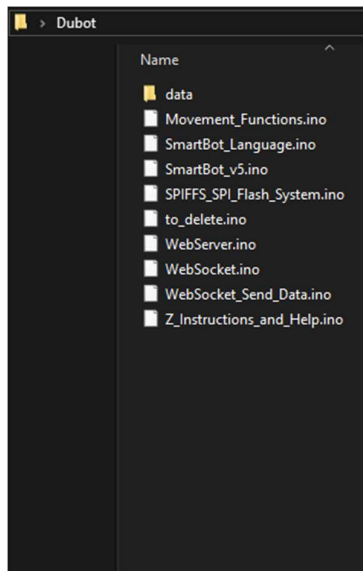 Dubot
Name
data
Movement_Functions.ino
SmartBot_Language.ino
SmartBot_v5.ino
SPIFFS_SPI_Flash_System.ino
to_delete.ino
WebServer.ino
WebSocket.ino
WebSocket_Send_Data.ino
Z_Instructions_and_Help.ino